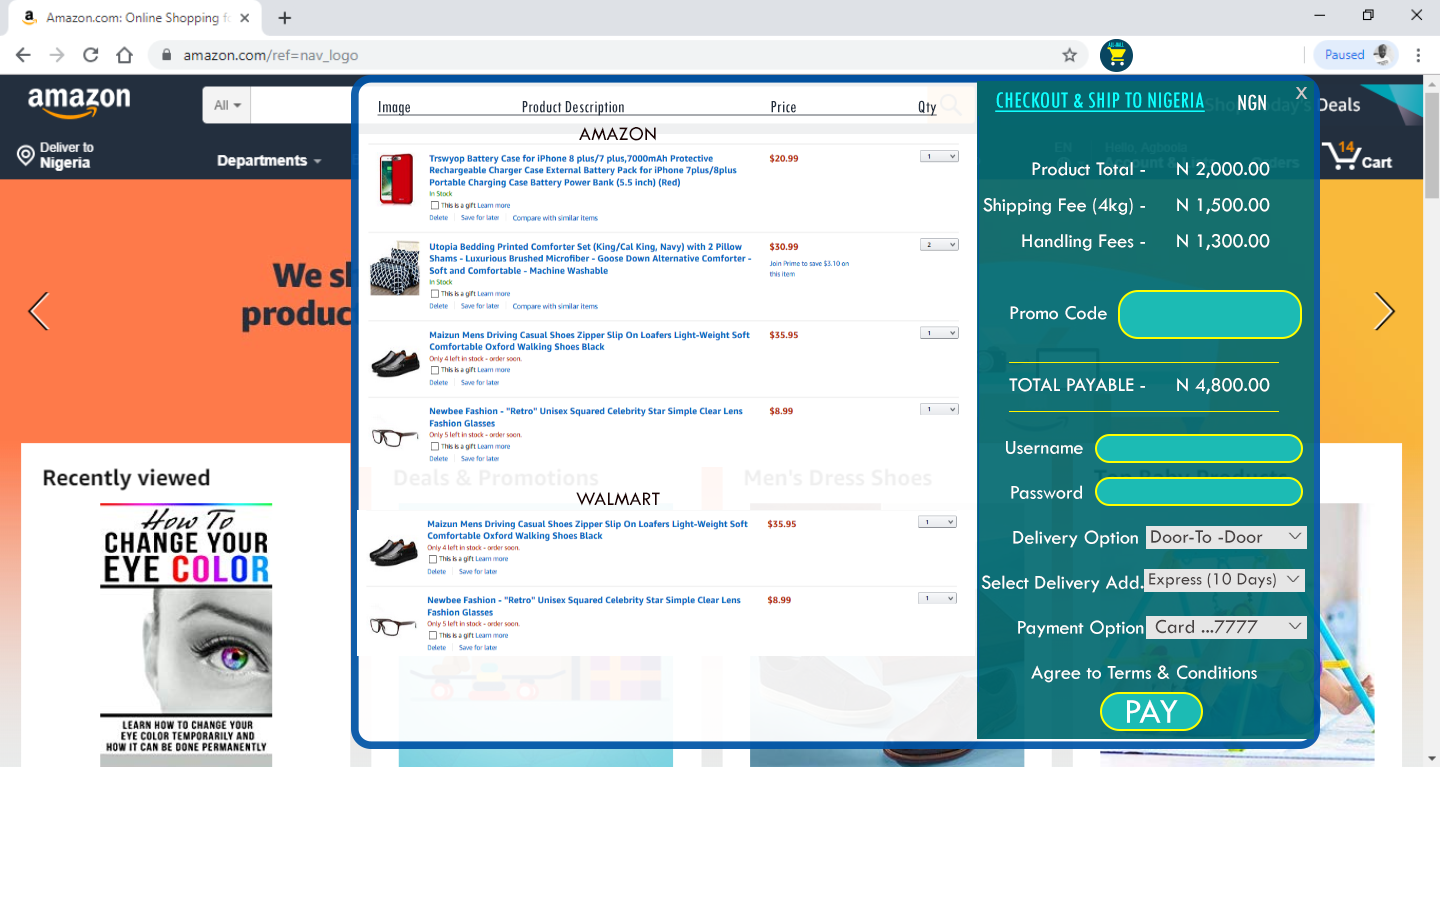 Amazon.com: Online Shopping fo
amazon.com/ref=nav_logo
Paused
amazon
All
Deliver to
Nigeria
Departments
EN
Hello, Agboola
Account & Lists
Orders
Shop Today's Deals
14
Cart
We sh
produc
Image
Product Description
Price
Qty
AMAZON
Trswyop Battery Case for iPhone 8 plus/7 plus,7000mAh Protective
Rechargeable Charger Case External Battery Pack for iPhone 7plus/8plus
Portable Charging Case Battery Power Bank (5.5 inch) (Red)
In Stock
This is a gift Learn more
Delete
Save for later
Compare with similar items
$20.99
1
Utopia Bedding Printed Comforter Set (King/Cal King, Navy) with 2 Pillow
Shams - Luxurious Brushed Microfiber - Goose Down Alternative Comforter -
Soft and Comfortable - Machine Washable
In Stock
This is a gift Learn more
Delete
Save for later
Compare with similar items
$30.99
Join Prime to save $3.10 on
this item
2
Maizun Mens Driving Casual Shoes Zipper Slip On Loafers Light-Weight Soft
Comfortable Oxford Walking Shoes Black
Only 4 left in stock - order soon.
This is a gift Learn more
Delete
Save for later
$35.95
1
Newbee Fashion - "Retro" Unisex Squared Celebrity Star Simple Clear Lens
Fashion Glasses
Only 5 left in stock - order soon.
This is a gift Learn more
Delete
Save for later
$8.99
1
WALMART
Maizun Mens Driving Casual Shoes Zipper Slip On Loafers Light-Weight Soft
Comfortable Oxford Walking Shoes Black
Only 4 left in stock - order soon.
This is a gift Learn more
Delete
Save for later
$35.95
1
Newbee Fashion - "Retro" Unisex Squared Celebrity Star Simple Clear Lens
Fashion Glasses
Only 5 left in stock - order soon.
This is a gift Learn more
Delete
Save for later
$8.99
1
CHECKOUT & SHIP TO NIGERIA
NGN
X
Product Total - N 2,000.00
Shipping Fee (4kg) - N 1,500.00
Handling Fees - N 1,300.00
Promo Code
TOTAL PAYABLE - N 4,800.00
Username
Password
Delivery Option Door-To -Door
Select Delivery Add. Express (10 Days)
Payment Option Card ...7777
Agree to Terms & Conditions
PAY
Recently viewed
Deals & Promotions
Men's Dress Shoes
Top Baby Products
How To
CHANGE YOUR
EYE COLOR
LEARN HOW TO CHANGE YOUR
EYE COLOR TEMPORARILY AND
HOW IT CAN BE DONE PERMANENTLY